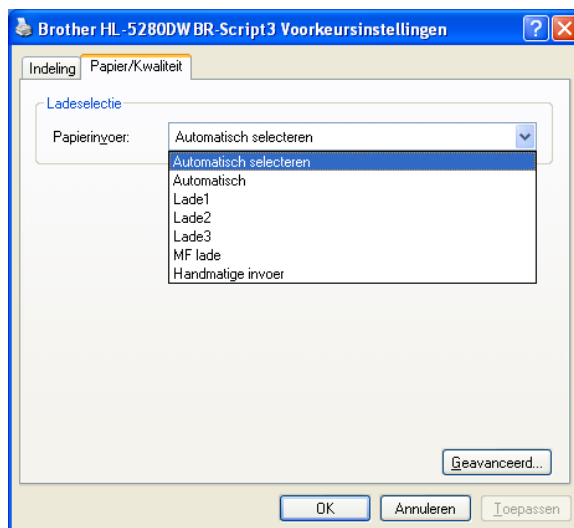 Brother HL-5280DW BR-Script3 Voorkeursinstellingen
Indeling Papier/Kwaliteit
Ladeselectie
Papierinvoer: Automatisch selecteren
Automatisch selecteren
Automatisch
Lade1
Lade2
Lade3
MF lade
Handmatige invoer
Geavanceerd...
OK Annuleren Toepassen